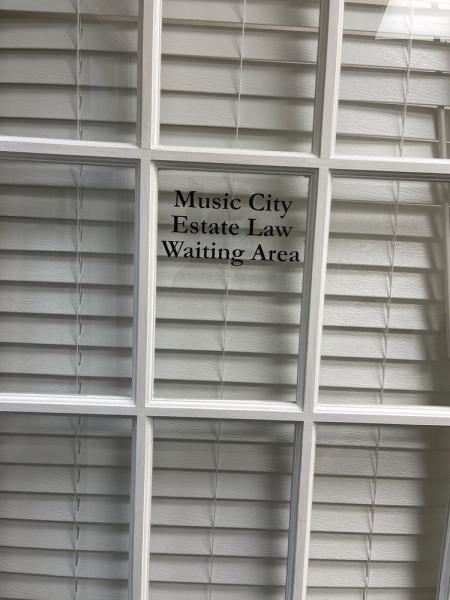 Music City
Estate Law
Waiting Area